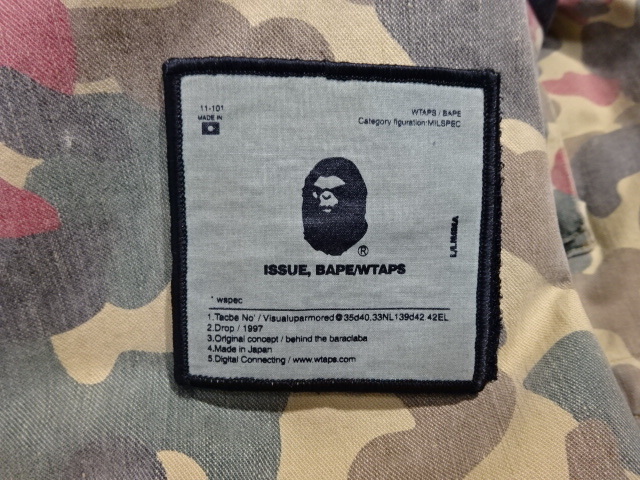 11-101
MADE IN
WTAPS / BAPE
Category figuration:MILSPEC
®
ISSUE, BAPE/WTAPS
* wspec
1.Tacbe No' / Visualuparmored 35d40.33NL139d42 42EL
2.Drop / 1997
3.Original concept / behind the baraclaba
4.Made in Japan
5.Digital Connecting / www.wtaps.com